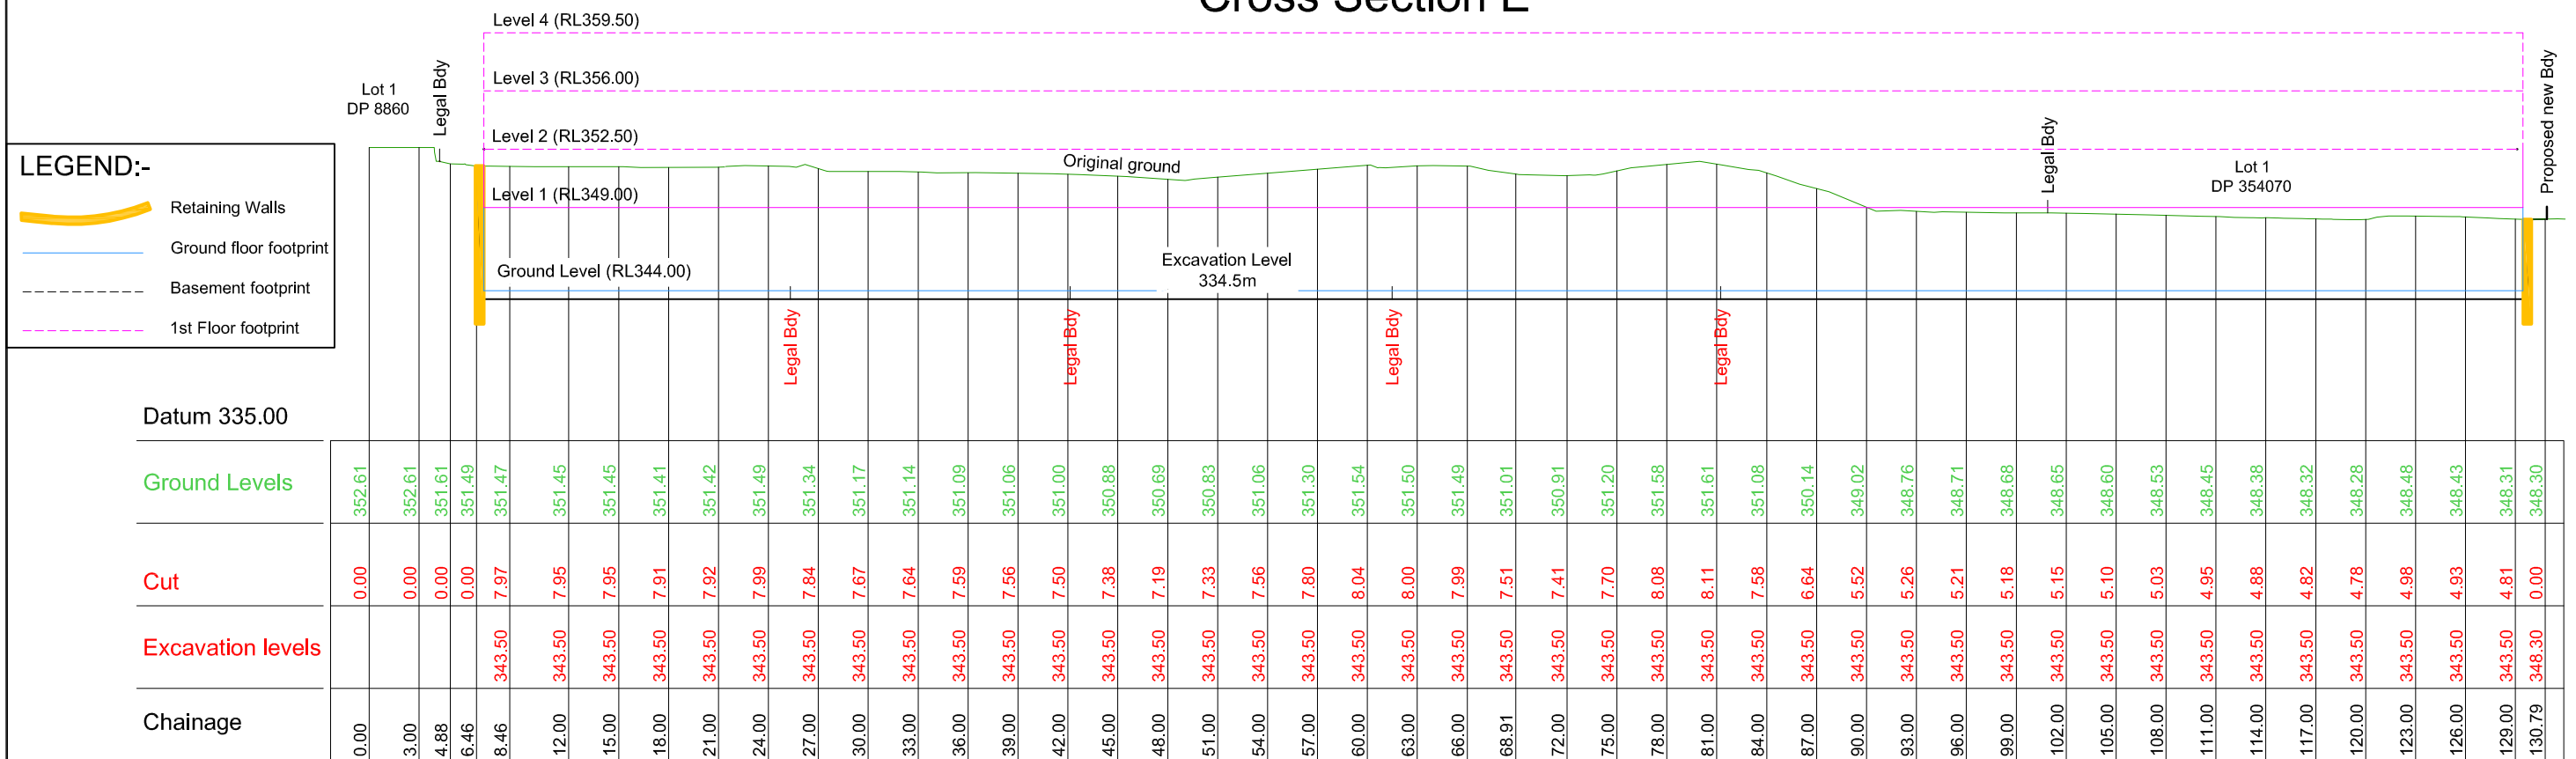 Cross Section E
Level 4 (RL359.50)
Level 3 (RL356.00)
Level 2 (RL352.50)
Level 1 (RL349.00)
Ground Level (RL344.00)
Lot 1
DP 8860
Legal Bdy
Original ground
Excavation Level
334.5m
Legal Bdy
Lot 1
DP 354070
Proposed new Bdy
LEGEND:-
Retaining Walls
Ground floor footprint
Basement footprint
1st Floor footprint
Legal Bdy
Legal Bdy
Legal Bdy
Legal Bdy
Datum 335.00
Ground Levels 352.61 352.61 351.61 351.49 351.47 351.45 351.45 351.41 351.42 351.49 351.34 351.17 351.14 351.09 351.06 351.00 350.88 350.69 350.83 351.06 351.30 351.54 351.50 351.49 351.01 350.91 351.20 351.58 351.61 351.08 350.14 349.02 348.76 348.71 348.68 348.65 348.60 348.53 348.45 348.38 348.32 348.28 348.48 348.43 348.31 348.30
Cut 0.00 0.00 0.00 0.00 7.97 7.95 7.95 7.91 7.92 7.99 7.84 7.67 7.64 7.59 7.56 7.50 7.38 7.19 7.33 7.56 7.80 8.04 8.00 7.99 7.51 7.41 7.70 8.08 8.11 7.58 6.64 5.52 5.26 5.21 5.18 5.15 5.10 5.03 4.95 4.88 4.82 4.78 4.98 4.93 4.81 0.00
Excavation levels 343.50 343.50 343.50 343.50 343.50 343.50 343.50 343.50 343.50 343.50 343.50 343.50 343.50 343.50 343.50 343.50 343.50 343.50 343.50 343.50 343.50 343.50 343.50 343.50 343.50 343.50 343.50 343.50 343.50 343.50 343.50 343.50 343.50 343.50 343.50 343.50 343.50 343.50 343.50 343.50 343.50 348.30
Chainage 0.00 3.00 4.88 6.46 8.46 12.00 15.00 18.00 21.00 24.00 27.00 30.00 33.00 36.00 39.00 42.00 45.00 48.00 51.00 54.00 57.00 60.00 63.00 66.00 68.91 72.00 75.00 78.00 81.00 84.00 87.00 90.00 93.00 96.00 99.00 102.00 105.00 108.00 111.00 114.00 117.00 120.00 123.00 126.00 129.00 130.79